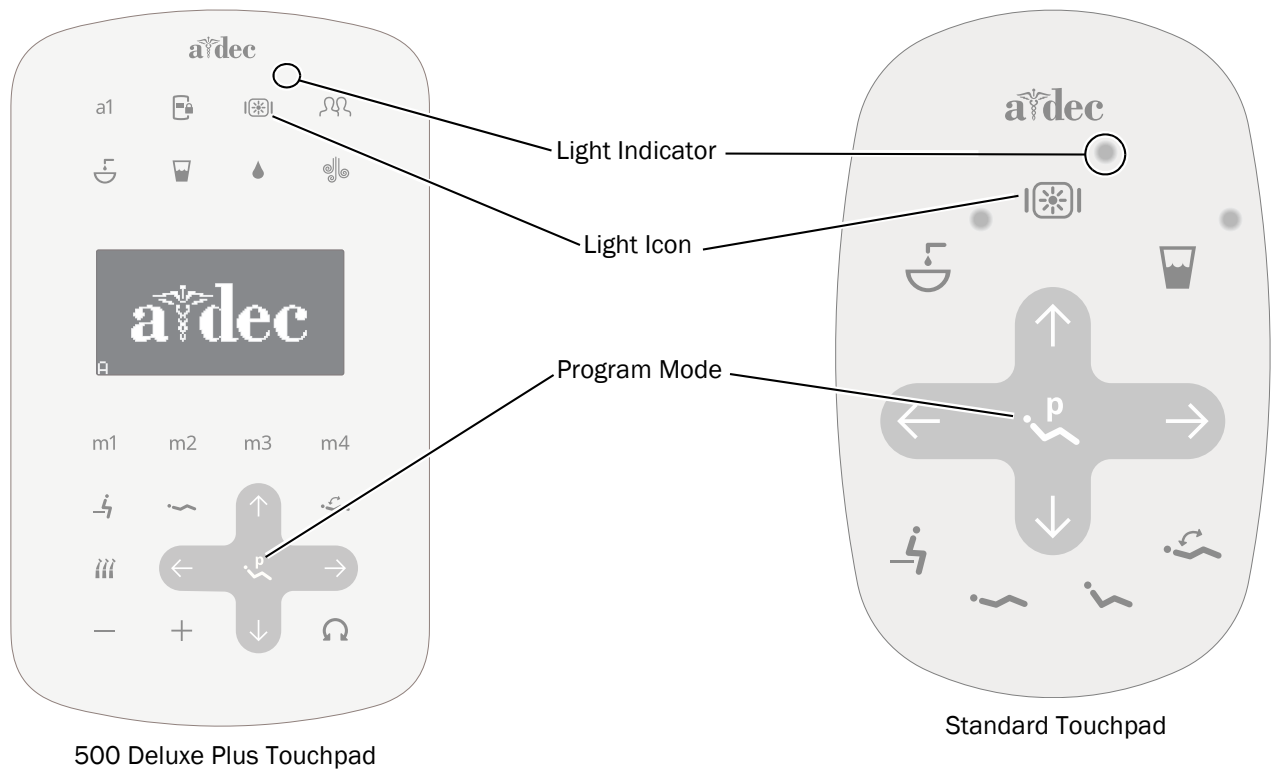 a dec
a1
a dec
A
m1 m2 m3 m4
p
500 Deluxe Plus Touchpad
Light Indicator
Light Icon
Program Mode
a dec
p
Standard Touchpad